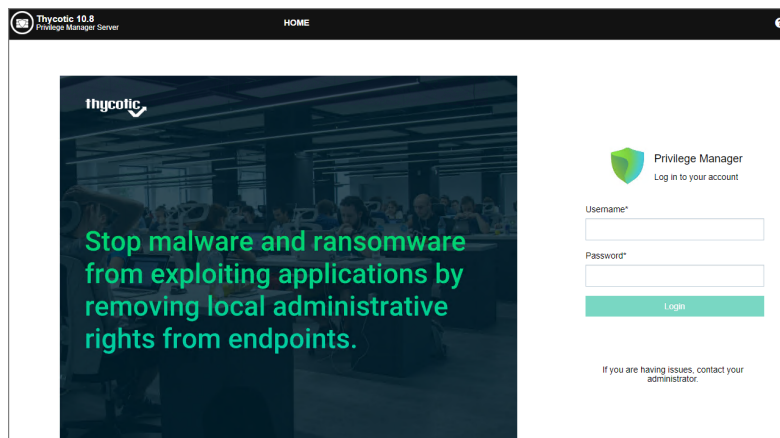 Thycotic 10.8
Privilege Manager Server
HOME
thycotic
Stop malware and ransomware
from exploiting applications by
removing local administrative
rights from endpoints.
Privilege Manager
Log in to your account
Username*
Password*
Login
If you are having issues, contact your
administrator.